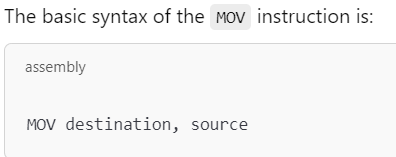 The basic syntax of the MOV instruction is:
assembly
MOV destination, source